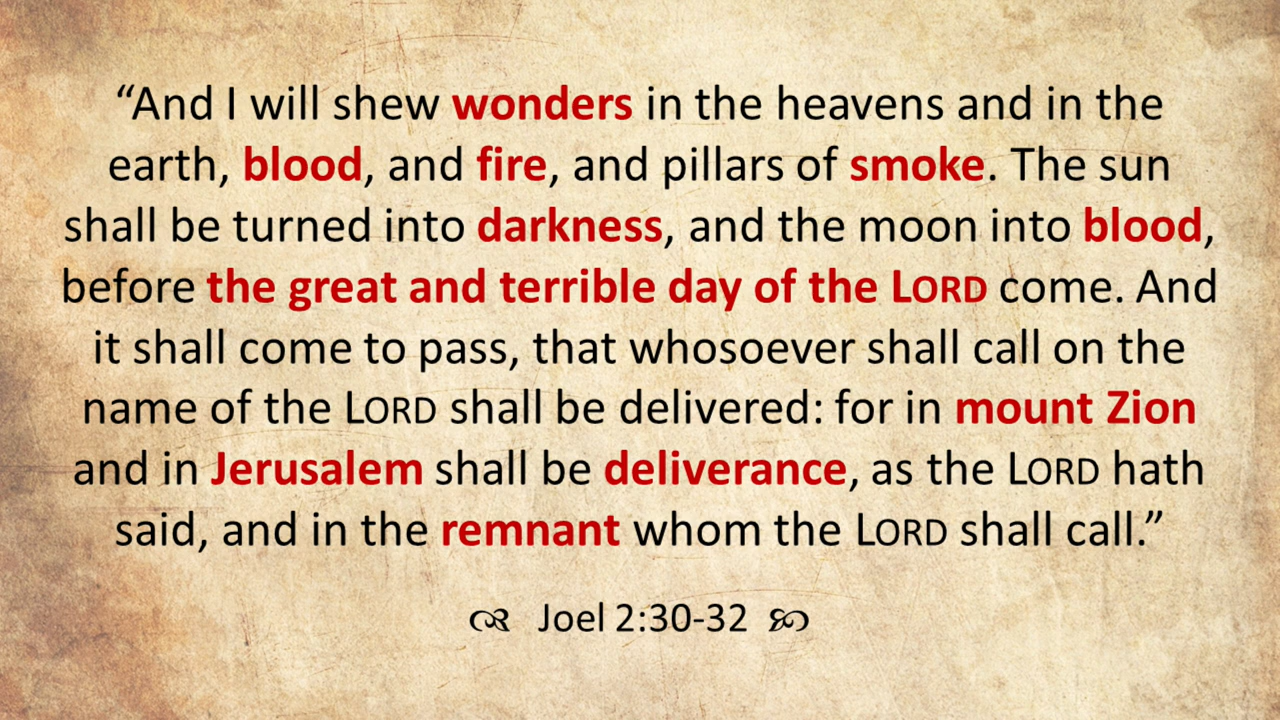 “And I will shew wonders in the heavens and in the
earth, blood, and fire, and pillars of smoke. The sun
shall be turned into darkness, and the moon into blood,
before the great and terrible day of the LORD come. And
it shall come to pass, that whosoever shall call on the
name of the LORD shall be delivered: for in mount Zion
and in Jerusalem shall be deliverance, as the LORD hath
said, and in the remnant whom the LORD shall call.”
Joel 2:30-32